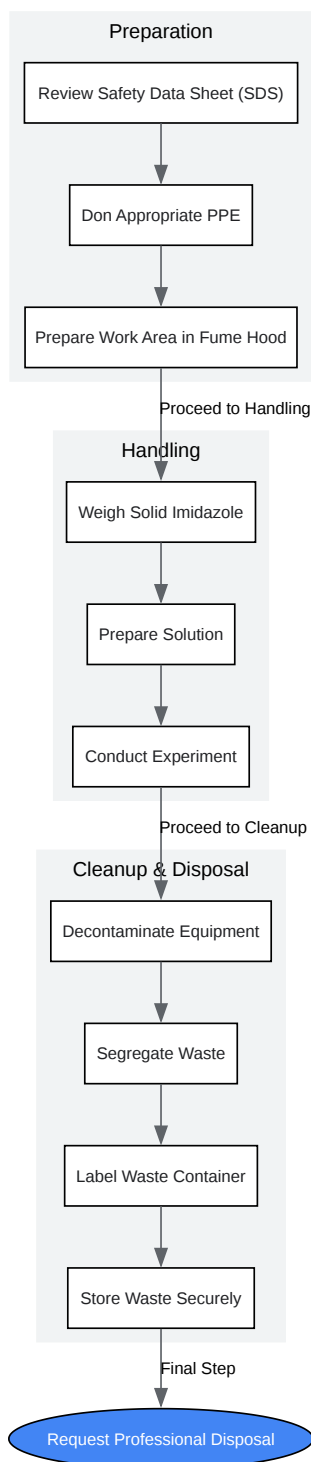 Preparation
Review Safety Data Sheet (SDS)
Don Appropriate PPE
Prepare Work Area in Fume Hood
Proceed to Handling
Handling
Weigh Solid Imidazole
Prepare Solution
Conduct Experiment
Proceed to Cleanup
Cleanup & Disposal
Decontaminate Equipment
Segregate Waste
Label Waste Container
Store Waste Securely
Final Step
Request Professional Disposal